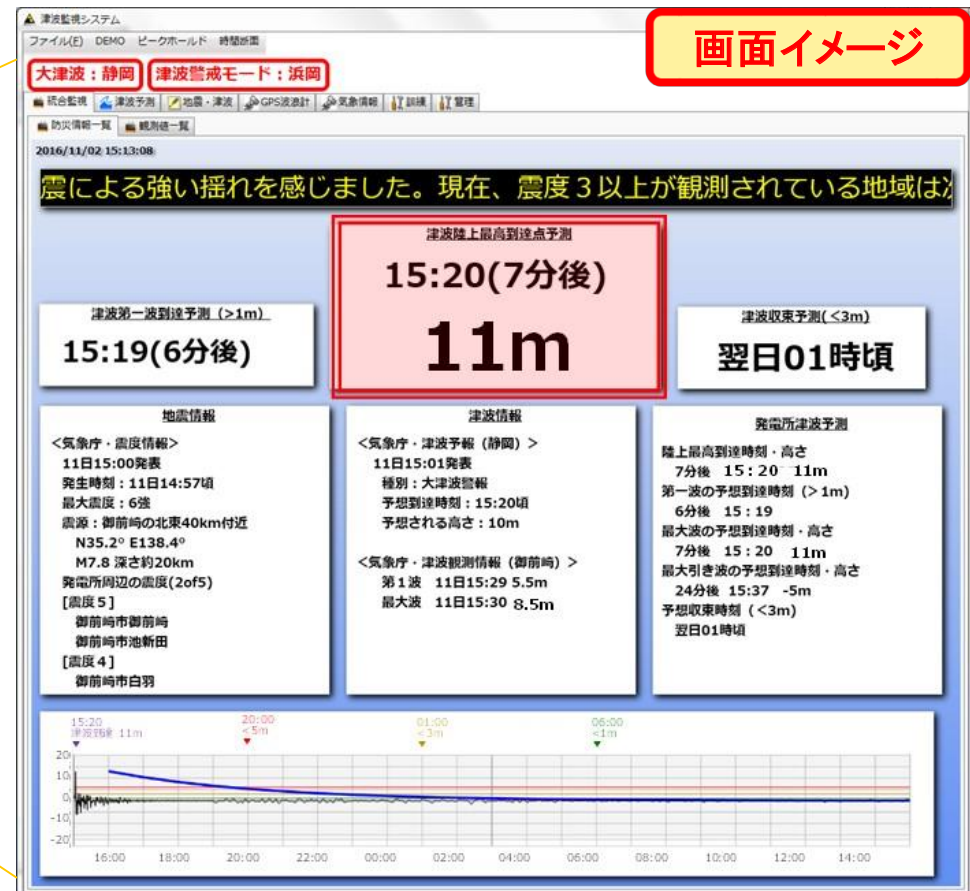 津波監視システム
画面イメージ
ファイル(F) DEMO ピークホールド 時間断面
大津波：静岡 津波警戒モード：浜岡
統合監視 津波予測 地震・津波 GPS波浪計 気象情報 訓練 管理
防災情報一覧 観測値一覧
2016/11/02 15:13:08
震による強い揺れを感じました。現在、震度３以上が観測されている地域は次
津波陸上最高到達点予測
15:20(7分後)
11m
津波第一波到達予測（>1m）
15:19(6分後)
津波収束予測(<3m)
翌日01時頃
地震情報
<気象庁・震度情報>
11日15:00発表
発生時刻：11日14:57頃
最大震度：6強
震源：御前崎の北東40km付近
N35.2° E138.4°
M7.8 深さ約20km
発電所周辺の震度(2of5)
[震度５]
御前崎市御前崎
御前崎市池新田
[震度４]
御前崎市白羽
津波情報
<気象庁・津波予報（静岡）>
11日15:01発表
種別：大津波警報
予想到達時刻：15:20頃
予想される高さ：10m
<気象庁・津波観測情報（御前崎）>
第１波 11日15:29 5.5m
最大波 11日15:30 8.5m
発電所津波予測
陸上最高到達時刻・高さ
7分後 15：20 11m
第一波の予想到達時刻（>1m）
6分後 15：19
最大波の予想到達時刻・高さ
7分後 15：20 11m
最大引き波の予想到達時刻・高さ
24分後 15:37 -5m
予想収束時刻（<3m）
翌日01時頃
15:20 20:00 01:00 06:00
津波到達 11m <5m <3m <1m
20
10
0
-10
-20
16:00 18:00 20:00 22:00 00:00 02:00 04:00 06:00 08:00 10:00 12:00 14:00